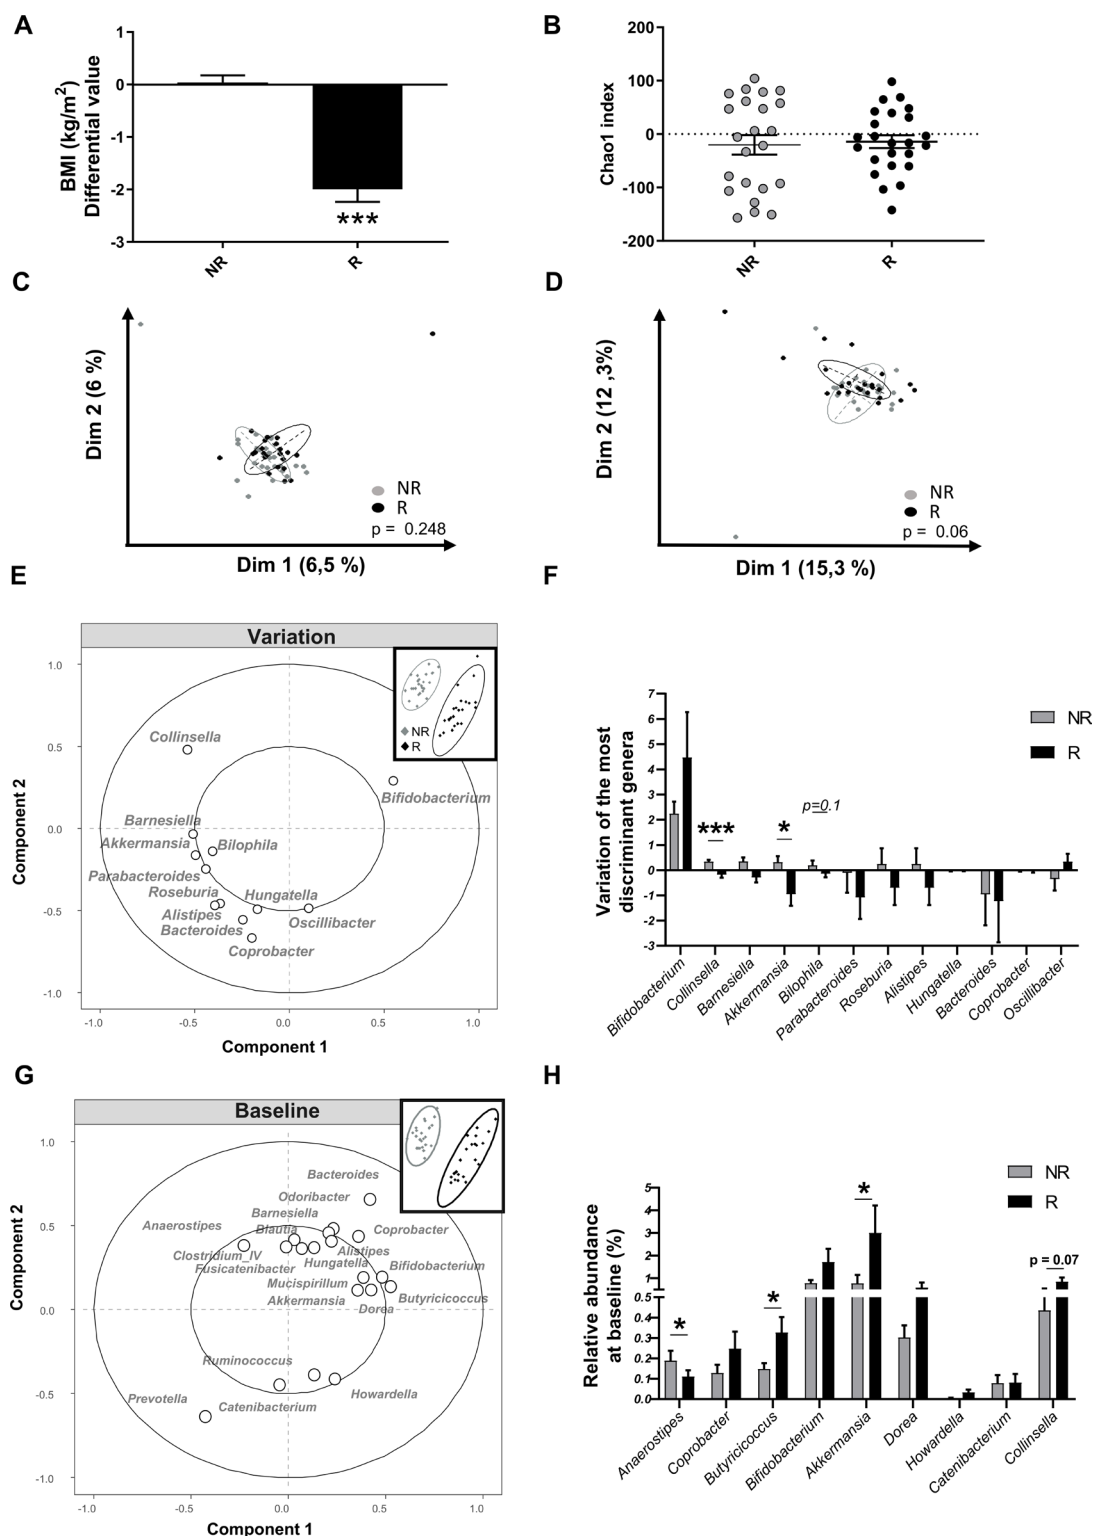 A
BMI (kg/m²)
Differential value
1
0
-1
-2
-3
***
NR
R
B
Chao1 index
200
100
0
-100
-200
NR
R
C
Dim 2 (6 %)
NR
R
p = 0.248
Dim 1 (6,5 %)
D
Dim 2 (12 ,3%)
NR
R
p = 0.06
Dim 1 (15,3 %)
E
Variation
NR
R
Component 2
1.0
0.5
0.0
-0.5
-1.0
Collinsella
Bifidobacterium
Barnesiella
Akkermansia
Bilophila
Parabacteroides
Roseburia
Hungatella
Alistipes
Oscillibacter
Bacteroides
Coprobacter
-1.0
-0.5
0.0
0.5
1.0
Component 1
F
Variation of the most
discriminant genera
7
6
5
4
3
2
1
0
-1
-2
-3
***
*
p=0.1
NR
R
Bifidobacterium
Collinsella
Barnesiella
Akkermansia
Bilophila
Parabacteroides
Roseburia
Alistipes
Hungatella
Bacteroides
Coprobacter
Oscillibacter
G
Baseline
Component 2
1.0
0.5
0.0
-0.5
-1.0
Bacteroides
Odoribacter
Barnesiella
Anaerostipes
Blautia
Coprobacter
Clostridium_IV
Alistipes
Fusicatenibacter
Hungatella
Bifidobacterium
Mucispirillum
Akkermansia
Butyricicoccus
Dorea
Ruminococcus
Prevotella
Howardella
Catenibacterium
-1.0
-0.5
0.0
0.5
1.0
Component 1
H
Relative abundance
at baseline (%)
5
4
3
2
1
0.5
0.4
0.3
0.2
0.1
0.0
*
*
*
p = 0.07
NR
R
Anaerostipes
Coprobacter
Butyricicoccus
Bifidobacterium
Akkermansia
Dorea
Howardella
Catenibacterium
Collinsella